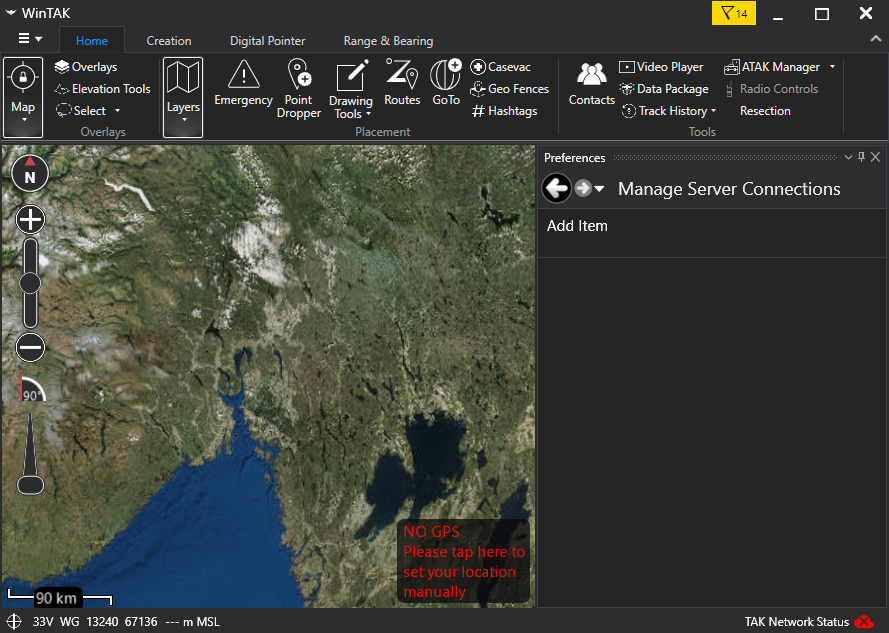 WinTAK
14
Home
Creation
Digital Pointer
Range & Bearing
Map
Overlays
Elevation Tools
Select
Overlays
Layers
Emergency
Point
Dropper
Drawing
Tools
Routes
GoTo
Casevac
Geo Fences
Hashtags
Placement
Contacts
Video Player
Data Package
Track History
ATAK Manager
Radio Controls
Resection
Tools
N
90°
NO GPS
Please tap here to
set your location
manually
90 km
Preferences
Manage Server Connections
Add Item
33V WG 13240 67136 --- m MSL
TAK Network Status